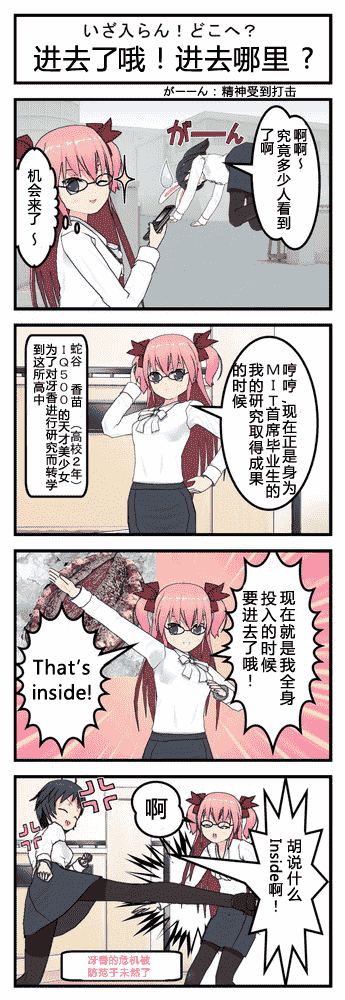 いざ入らん！どこへ？
进去了哦！进去哪里？
がーーん：精神受到打击
啊啊~
究竟多少人看到
了啊
がーーん
机会来了~
哼哼,现在正是身为
MIT首席毕业生的
我的研究取得成果
的时候
蛇谷 香苗 （高校２年）
IQ500的天才美少女
为了对冴香进行研究而转学
到这所高中
现在就是我全身
投入的时候
要进去了哦！
That's
inside!
啊
胡说什么
Inside啊！
冴香的危机被
防范于未然了